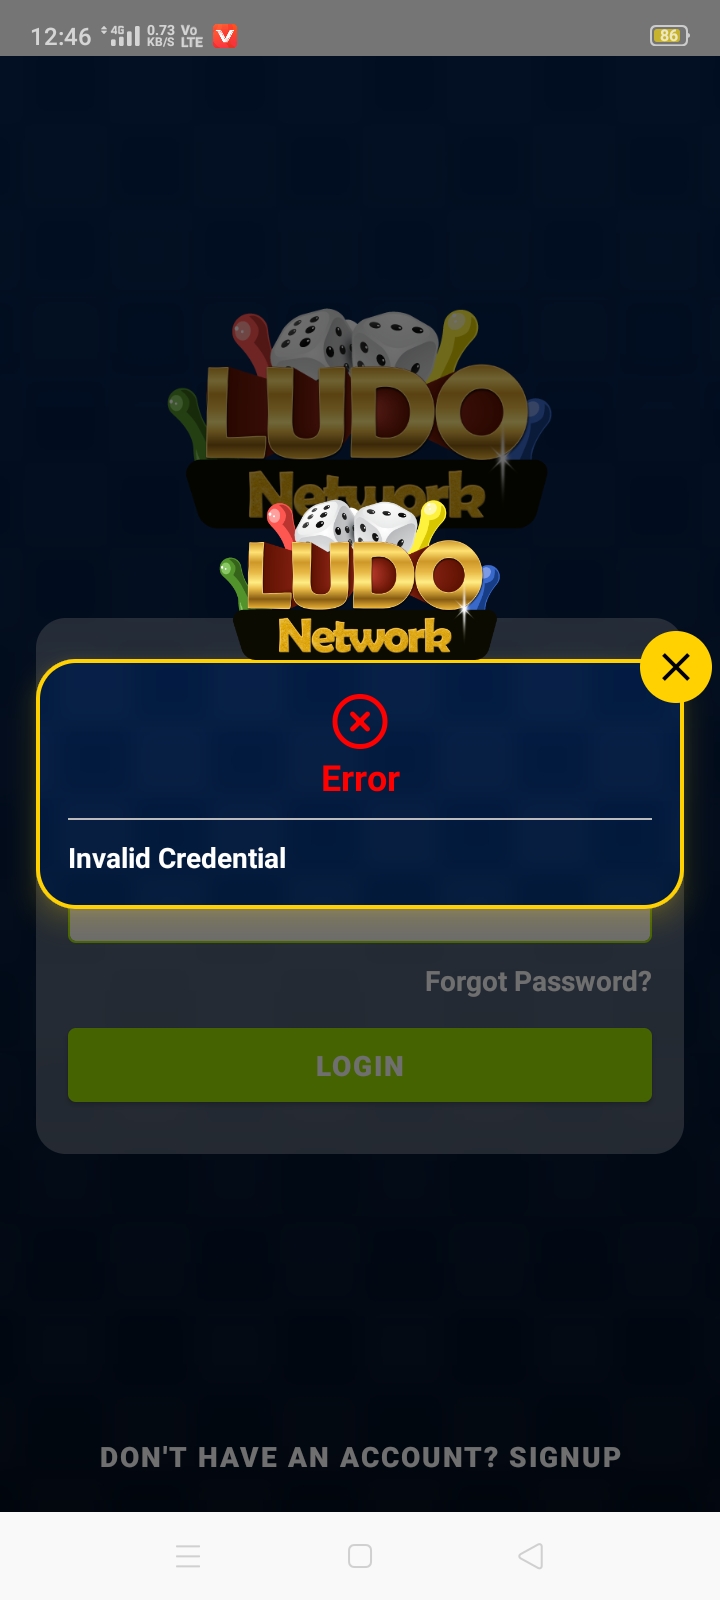 12:46 4G 0.73 KB/S Vo LTE 86
LUDO
Network
LUDO
Network
Error
Invalid Credential
Forgot Password?
LOGIN
DON'T HAVE AN ACCOUNT? SIGNUP